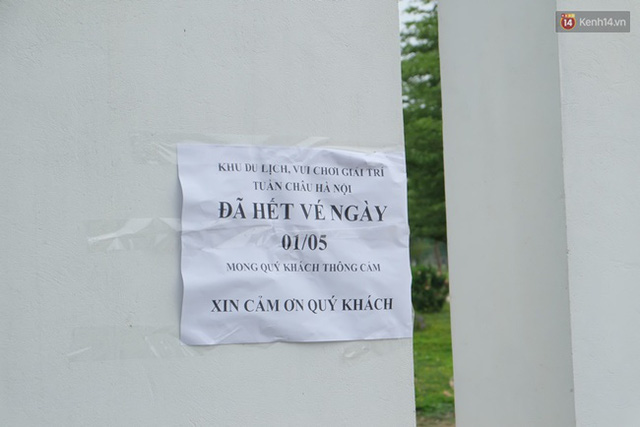 Kenh14.vn
KHU DU LỊCH, VUI CHƠI GIẢI TRÍ
TUẦN CHÂU HÀ NỘI
ĐÃ HẾT VÉ NGÀY
01/05
MONG QUÝ KHÁCH THÔNG CẢM
XIN CẢM ƠN QUÝ KHÁCH